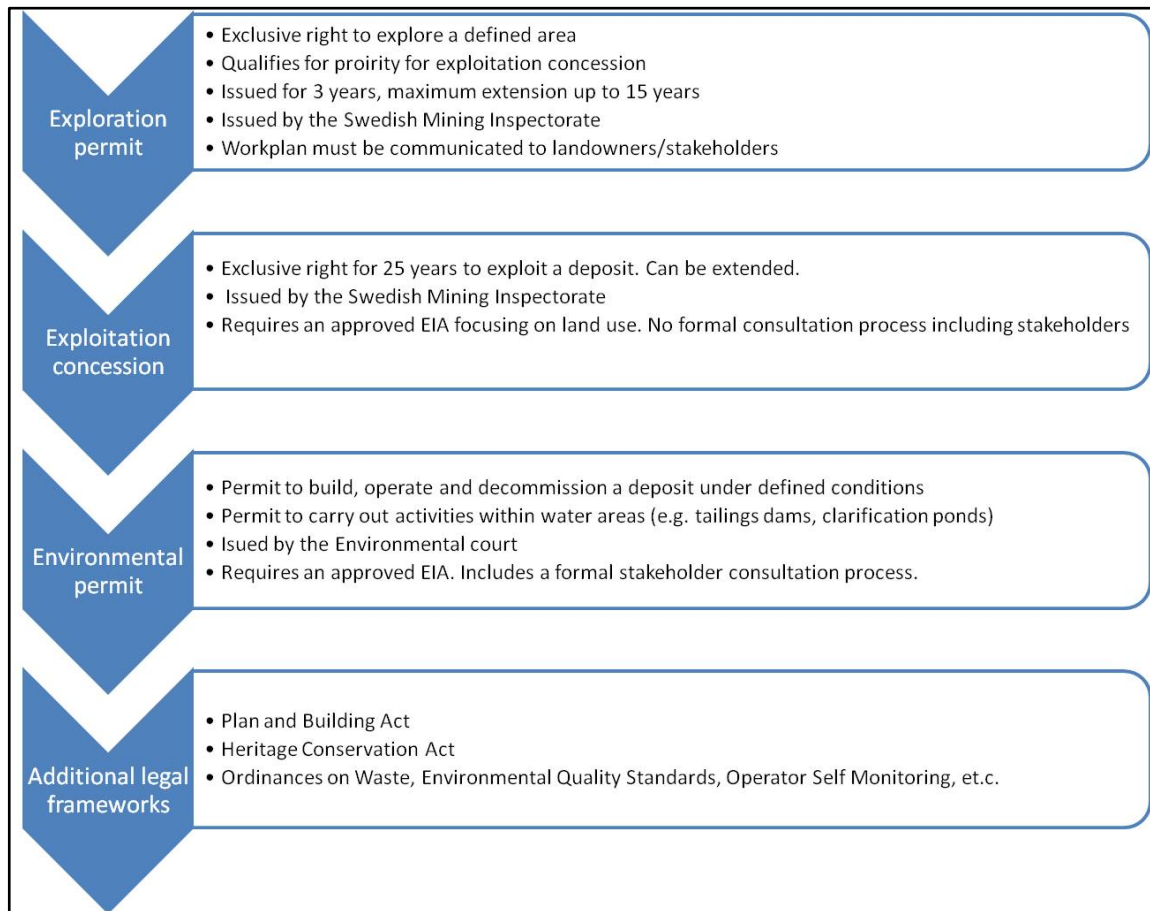 Exploration
permit
• Exclusive right to explore a defined area
• Qualifies for proirity for exploitation concession
• Issued for 3 years, maximum extension up to 15 years
• Issued by the Swedish Mining Inspectorate
• Workplan must be communicated to landowners/stakeholders
Exploitation
concession
• Exclusive right for 25 years to exploit a deposit. Can be extended.
• Issued by the Swedish Mining Inspectorate
• Requires an approved EIA focusing on land use. No formal consultation process including stakeholders
Environmental
permit
• Permit to build, operate and decommission a deposit under defined conditions
• Permit to carry out activities within water areas (e.g. tailings dams, clarification ponds)
• Isued by the Environmental court
• Requires an approved EIA. Includes a formal stakeholder consultation process.
Additional legal
frameworks
• Plan and Building Act
• Heritage Conservation Act
• Ordinances on Waste, Environmental Quality Standards, Operator Self Monitoring, et.c.